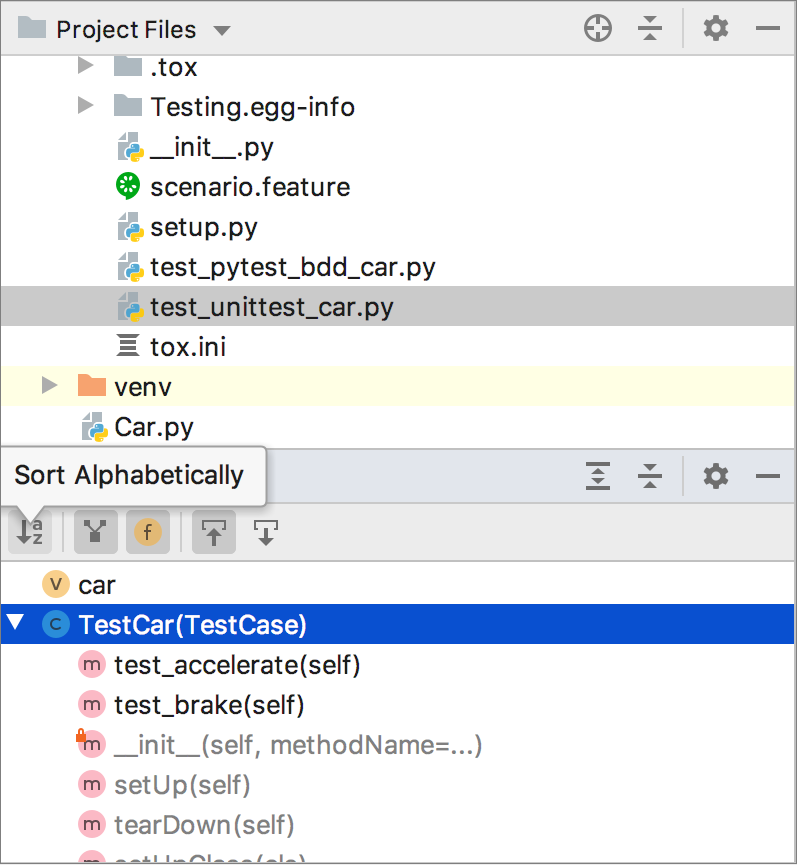 Project Files
.tox
Testing.egg-info
__init__.py
scenario.feature
setup.py
test_pytest_bdd_car.py
test_unittest_car.py
tox.ini
venv
Car.py
Sort Alphabetically
a
z
f
V car
C TestCar(TestCase)
m test_accelerate(self)
m test_brake(self)
m __init__(self, methodName=...)
m setUp(self)
m tearDown(self)